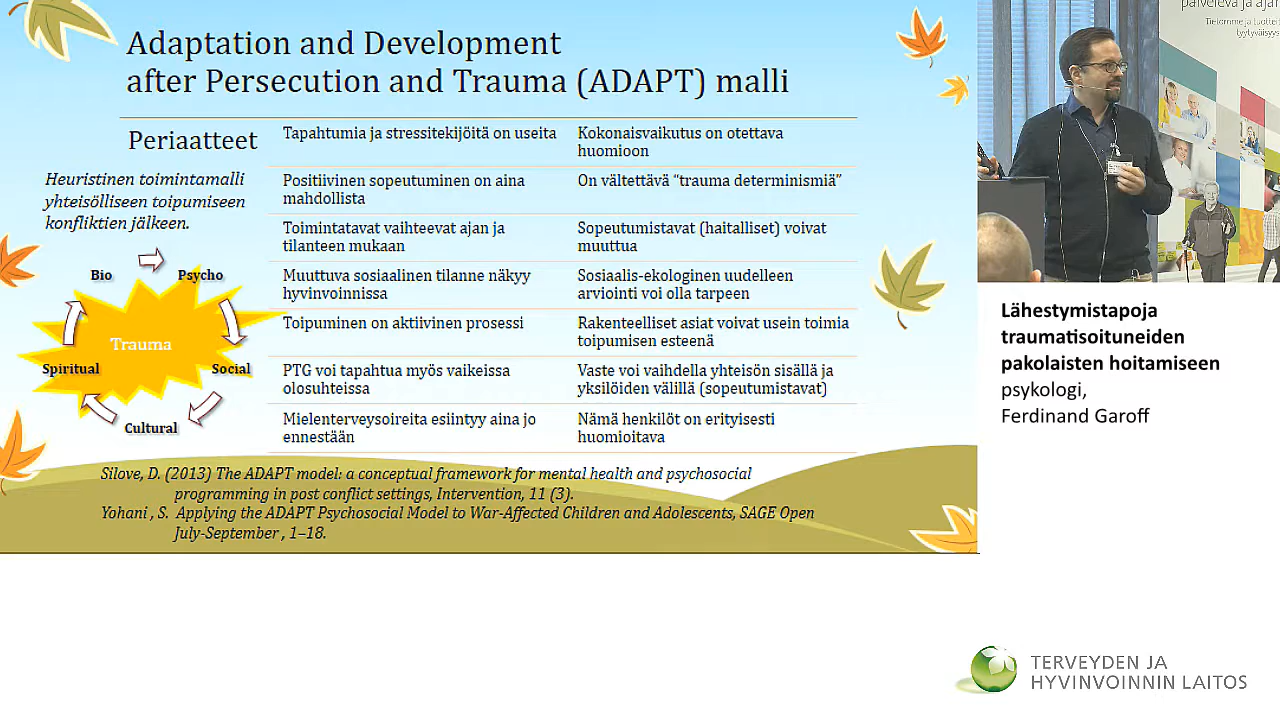 Adaptation and Development
after Persecution and Trauma (ADAPT) malli
Periaatteet
Heuristinen toimintamalli
yhteisölliseen toipumiseen
konfliktien jälkeen.
Bio
Psycho
Trauma
Spiritual
Social
Cultural
Tapahtumia ja stressitekijöitä on useita
Kokonaisvaikutus on otettava
huomioon
Positiivinen sopeutuminen on aina
mahdollista
On vältettävä “trauma determinismiä”
Toimintatavat vaihteevat ajan ja
tilanteen mukaan
Sopeutumistavat (haitalliset) voivat
muuttua
Muuttuva sosiaalinen tilanne näkyy
hyvinvoinnissa
Sosiaalis-ekologinen uudelleen
arviointi voi olla tarpeen
Toipuminen on aktiivinen prosessi
Rakenteelliset asiat voivat usein toimia
toipumisen esteenä
PTG voi tapahtua myös vaikeissa
olosuhteissa
Vaste voi vaihdella yhteisön sisällä ja
yksilöiden välillä (sopeutumistavat)
Mielenterveysoireita esiintyy aina jo
ennestään
Nämä henkilöt on erityisesti
huomioitava
Silove, D. (2013) The ADAPT model: a conceptual framework for mental health and psychosocial
programming in post conflict settings, Intervention, 11 (3).
Yohani , S. Applying the ADAPT Psychosocial Model to War-Affected Children and Adolescents, SAGE Open
July-September , 1–18.
palveleva ja
Tietomme ja
Lähestymistapoja
traumatisoituneiden
pakolaisten hoitamiseen
psykologi,
Ferdinand Garoff
TERVEYDEN JA
HYVINVOINNIN LAITOS